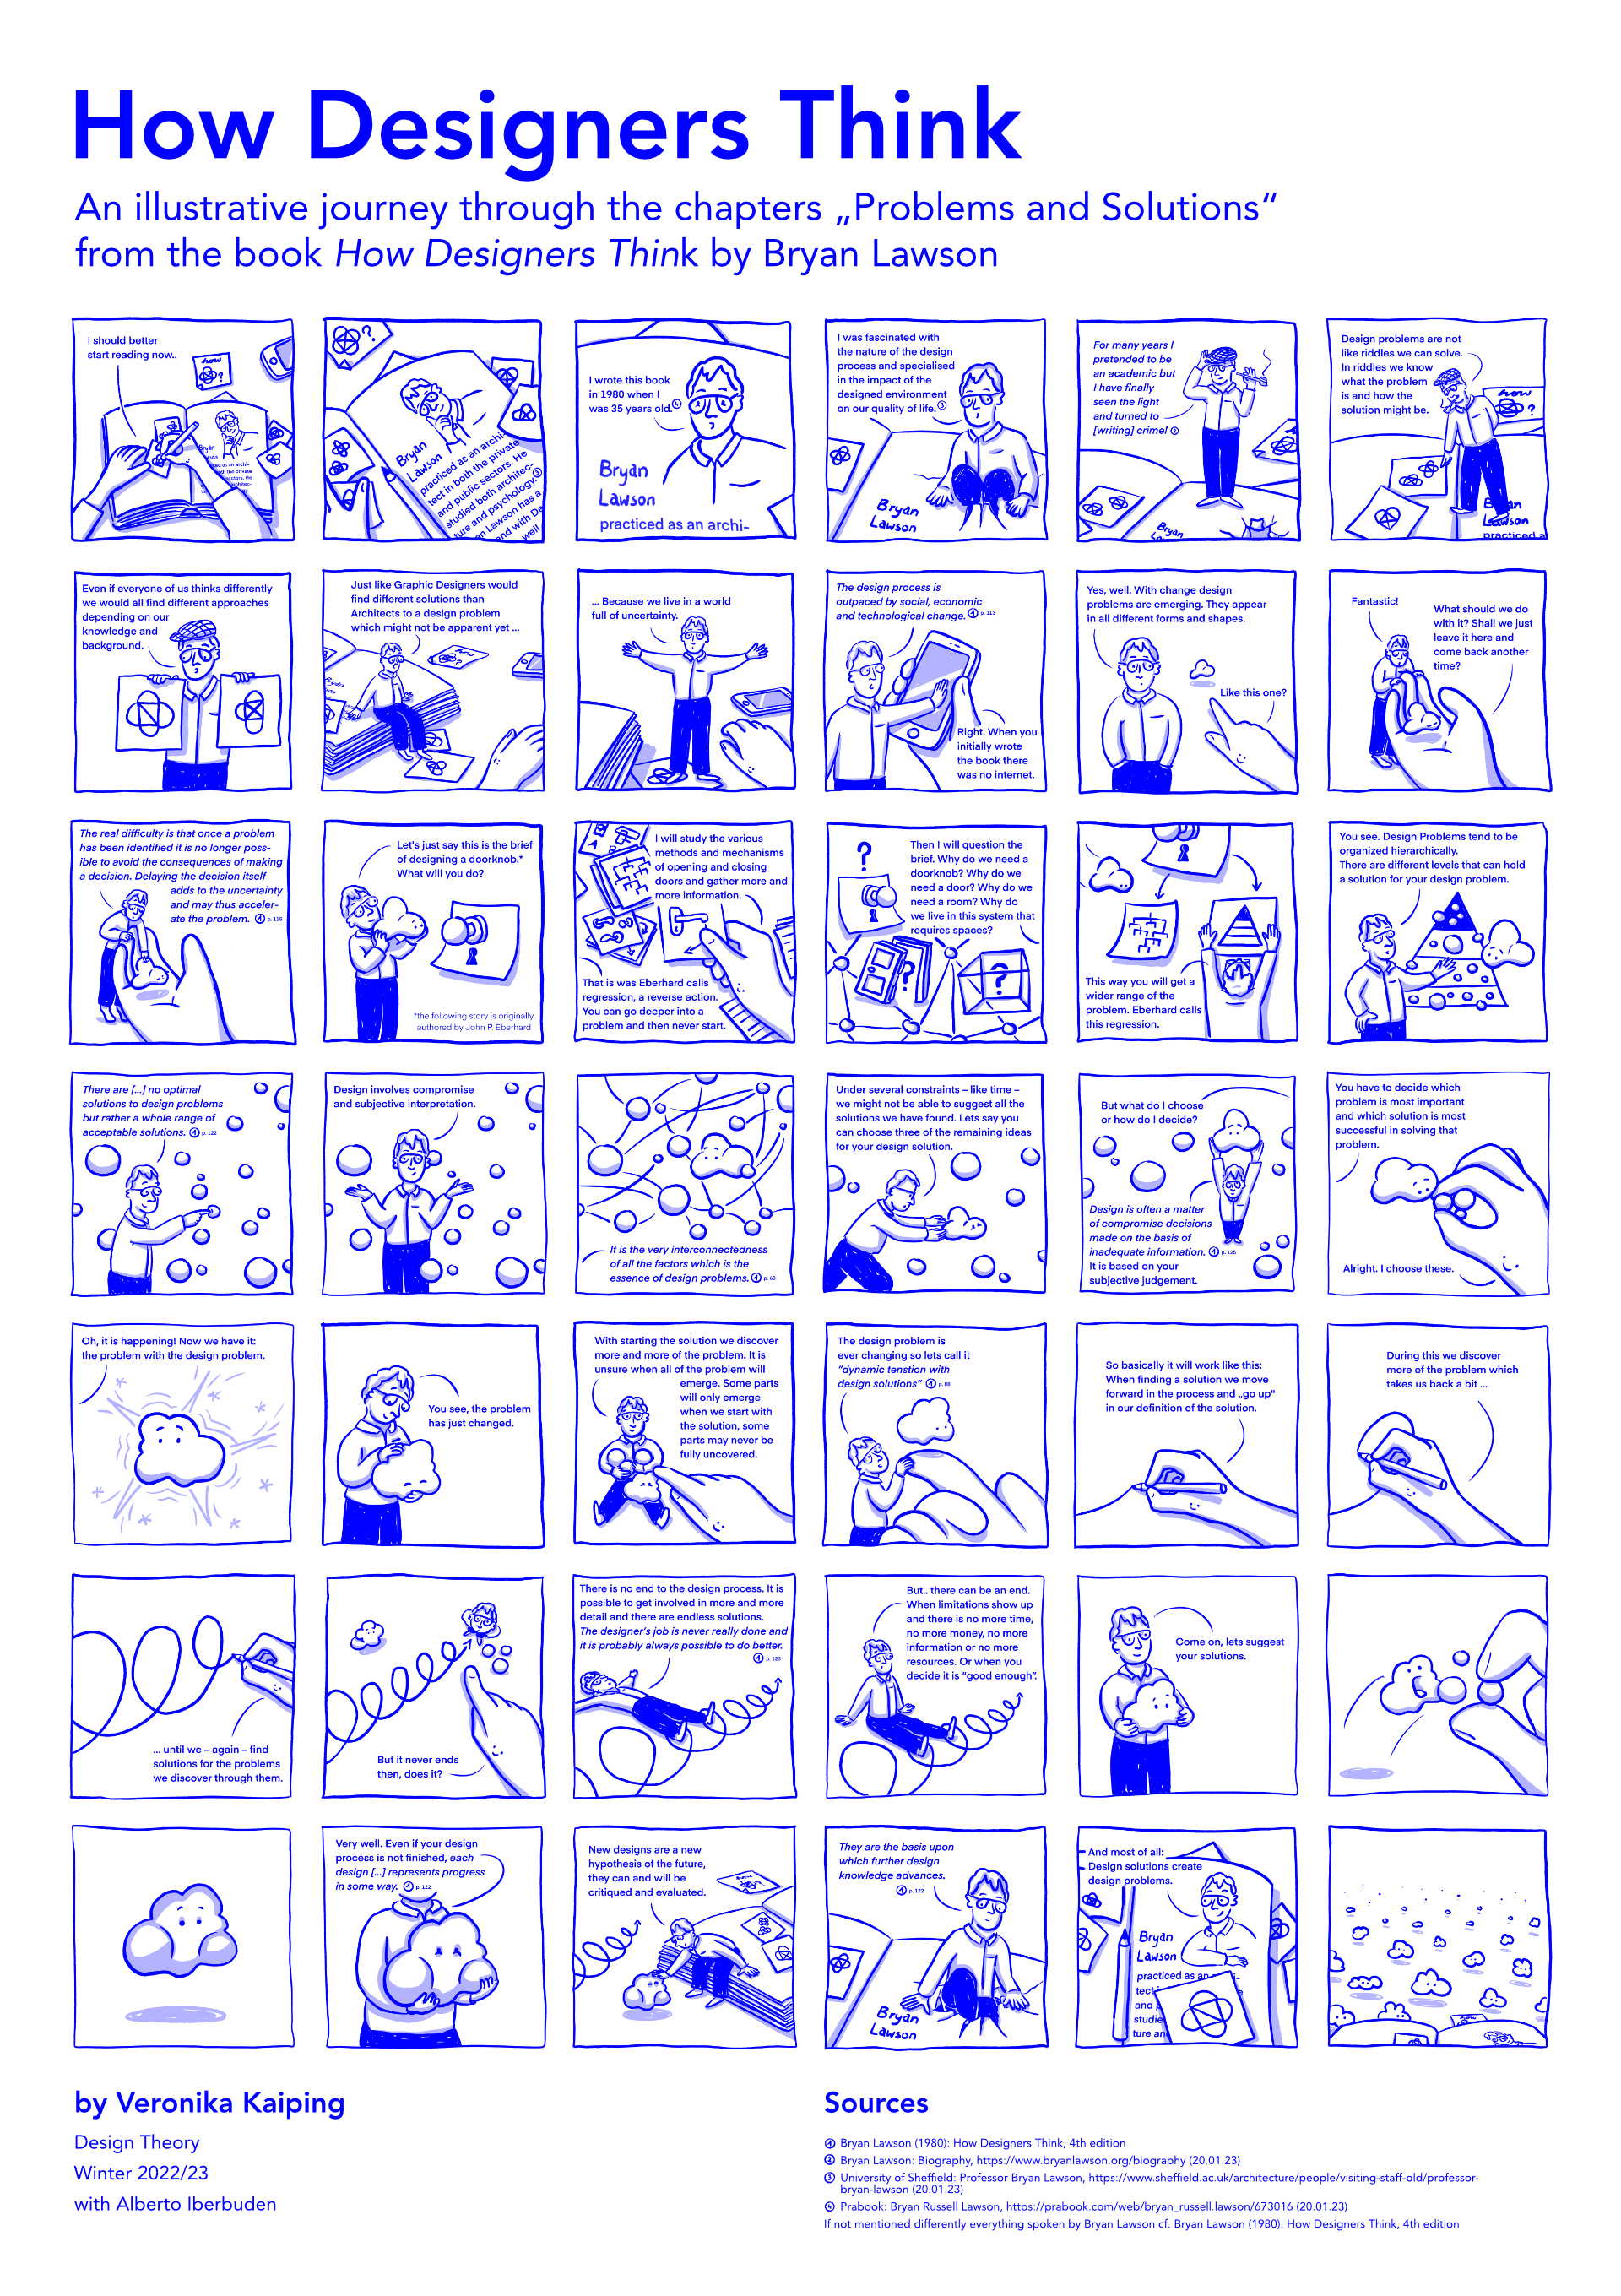 How Designers Think
An illustrative journey through the chapters „Problems and Solutions“
from the book How Designers Think by Bryan Lawson
I should better
start reading now..
how
?
Bryan
?
Bryan
Lawson
practiced as an archi-
tect in both the private
and public sectors. He
studied both architec-
ture and psychology.
an Lawson has a
and with De
well
I wrote this book
in 1980 when I
was 35 years old. 4
Bryan
Lawson
practiced as an archi-
I was fascinated with
the nature of the design
process and specialised
in the impact of the
designed environment
on our quality of life. 3
Bryan
Lawson
For many years I
pretended to be
an academic but
I have finally
seen the light
and turned to
[writing] crime! 2
Bryan
Design problems are not
like riddles we can solve.
In riddles we know
what the problem
is and how the
solution might be.
how
?
Bryan
Lawson
practiced a
Even if everyone of us thinks differently
we would all find different approaches
depending on our
knowledge and
background.
Just like Graphic Designers would
find different solutions than
Architects to a design problem
which might not be apparent yet ...
how
?
... Because we live in a world
full of uncertainty.
The design process is
outpaced by social, economic
and technological change. 1 p. 113
Right. When you
initially wrote
the book there
was no internet.
Yes, well. With change design
problems are emerging. They appear
in all different forms and shapes.
Like this one?
Fantastic!
What should we do
with it? Shall we just
leave it here and
come back another
time?
The real difficulty is that once a problem
has been identified it is no longer poss-
ible to avoid the consequences of making
a decision. Delaying the decision itself
adds to the uncertainty
and may thus acceler-
ate the problem. 1 p. 115
Let's just say this is the brief
of designing a doorknob.*
What will you do?
*the following story is originally
authored by John P. Eberhard
I will study the various
methods and mechanisms
of opening and closing
doors and gather more and
more information.
That is was Eberhard calls
regression, a reverse action.
You can go deeper into a
problem and then never start.
?
Then I will question the
brief. Why do we need a
doorknob? Why do we
need a door? Why do we
need a room? Why do
we live in this system that
requires spaces?
?
?
This way you will get a
wider range of the
problem. Eberhard calls
this regression.
You see. Design Problems tend to be
organized hierarchically.
There are different levels that can hold
a solution for your design problem.
There are [...] no optimal
solutions to design problems
but rather a whole range of
acceptable solutions. 1 p. 122
Design involves compromise
and subjective interpretation.
It is the very interconnectedness
of all the factors which is the
essence of design problems. 1 p. 60
Under several constraints – like time –
we might not be able to suggest all the
solutions we have found. Lets say you
can choose three of the remaining ideas
for your design solution.
But what do I choose
or how do I decide?
Design is often a matter
of compromise decisions
made on the basis of
inadequate information. 1 p. 125
It is based on your
subjective judgement.
You have to decide which
problem is most important
and which solution is most
successful in solving that
problem.
Alright. I choose these.
Oh, it is happening! Now we have it:
the problem with the design problem.
You see, the problem
has just changed.
With starting the solution we discover
more and more of the problem. It is
unsure when all of the problem will
emerge. Some parts
will only emerge
when we start with
the solution, some
parts may never be
fully uncovered.
The design problem is
ever changing so lets call it
“dynamic tenstion with
design solutions” 1
So basically it will work like this:
When finding a solution we move
forward in the process and „go up"
in our definition of the solution.
During this we discover
more of the problem which
takes us back a bit ...
... until we – again – find
solutions for the problems
we discover through them.
But it never ends
then, does it?
There is no end to the design process. It is
possible to get involved in more and more
detail and there are endless solutions.
The designer's job is never really done and
it is probably always possible to do better.
1 p. 123
But.. there can be an end.
When limitations show up
and there is no more time,
no more money, no more
information or no more
resources. Or when you
decide it is “good enough”.
Come on, lets suggest
your solutions.
Very well. Even if your design
process is not finished, each
design [...] represents progress
in some way. 1 p. 122
New designs are a new
hypothesis of the future,
they can and will be
critiqued and evaluated.
They are the basis upon
which further design
knowledge advances.
1 p. 122
Bryan
Lawson
And most of all:
Design solutions create
design problems.
Bryan
Lawson
practiced as an
tect
and p
studie
ture an
by Veronika Kaiping
Design Theory
Winter 2022/23
with Alberto Iberbuden
Sources
1 Bryan Lawson (1980): How Designers Think, 4th edition
2 Bryan Lawson: Biography, https://www.bryanlawson.org/biography (20.01.23)
3 University of Sheffield: Professor Bryan Lawson, https://www.sheffield.ac.uk/architecture/people/visiting-staff-old/professor-
bryan-lawson (20.01.23)
4 Prabook: Bryan Russell Lawson, https://prabook.com/web/bryan_russell.lawson/673016 (20.01.23)
If not mentioned differently everything spoken by Bryan Lawson cf. Bryan Lawson (1980): How Designers Think, 4th edition